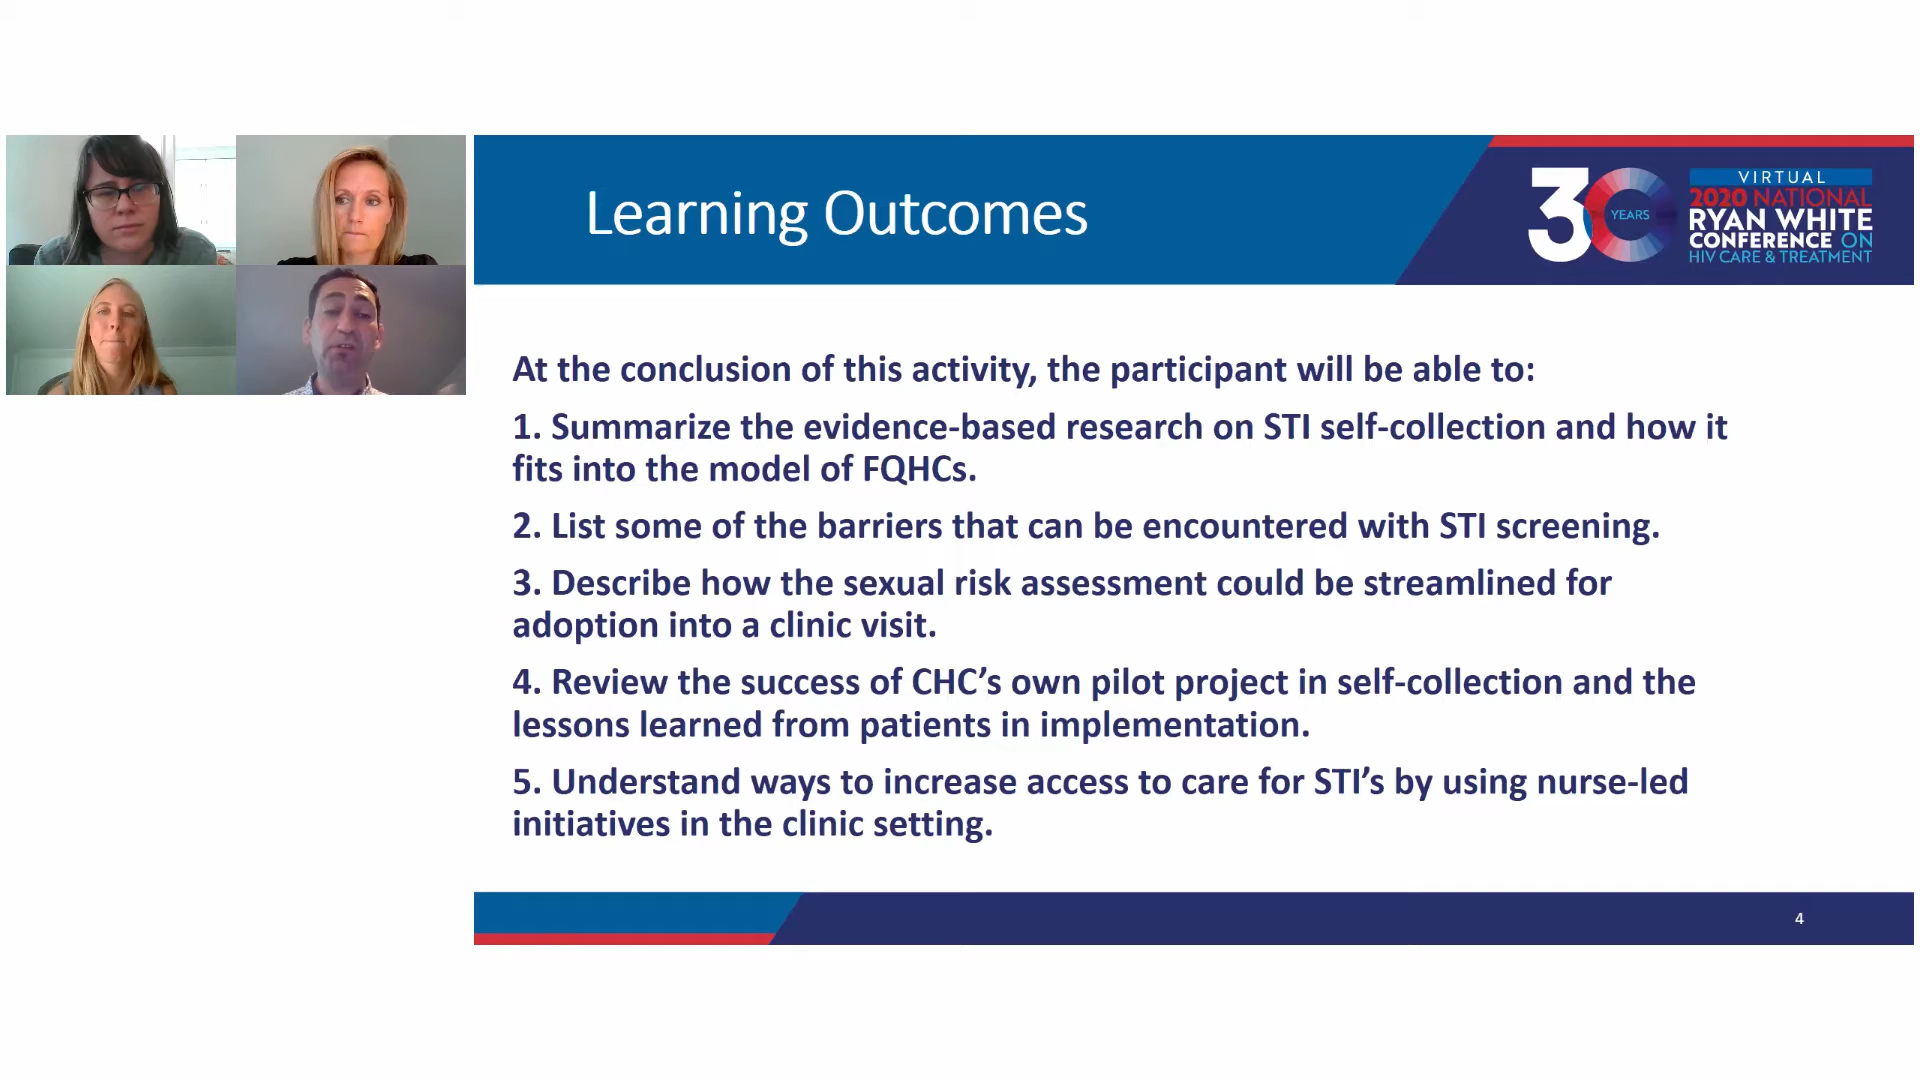 Learning Outcomes
30
YEARS
VIRTUAL
2020 NATIONAL
RYAN WHITE
CONFERENCE ON
HIV CARE & TREATMENT
At the conclusion of this activity, the participant will be able to:
1. Summarize the evidence-based research on STI self-collection and how it
fits into the model of FQHCs.
2. List some of the barriers that can be encountered with STI screening.
3. Describe how the sexual risk assessment could be streamlined for
adoption into a clinic visit.
4. Review the success of CHC’s own pilot project in self-collection and the
lessons learned from patients in implementation.
5. Understand ways to increase access to care for STI’s by using nurse-led
initiatives in the clinic setting.
4